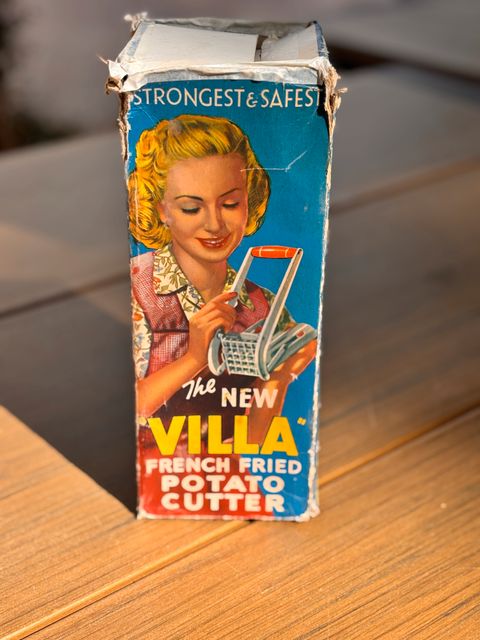 STRONGEST & SAFEST
The NEW
"VILLA"
FRENCH FRIED
POTATO
CUTTER